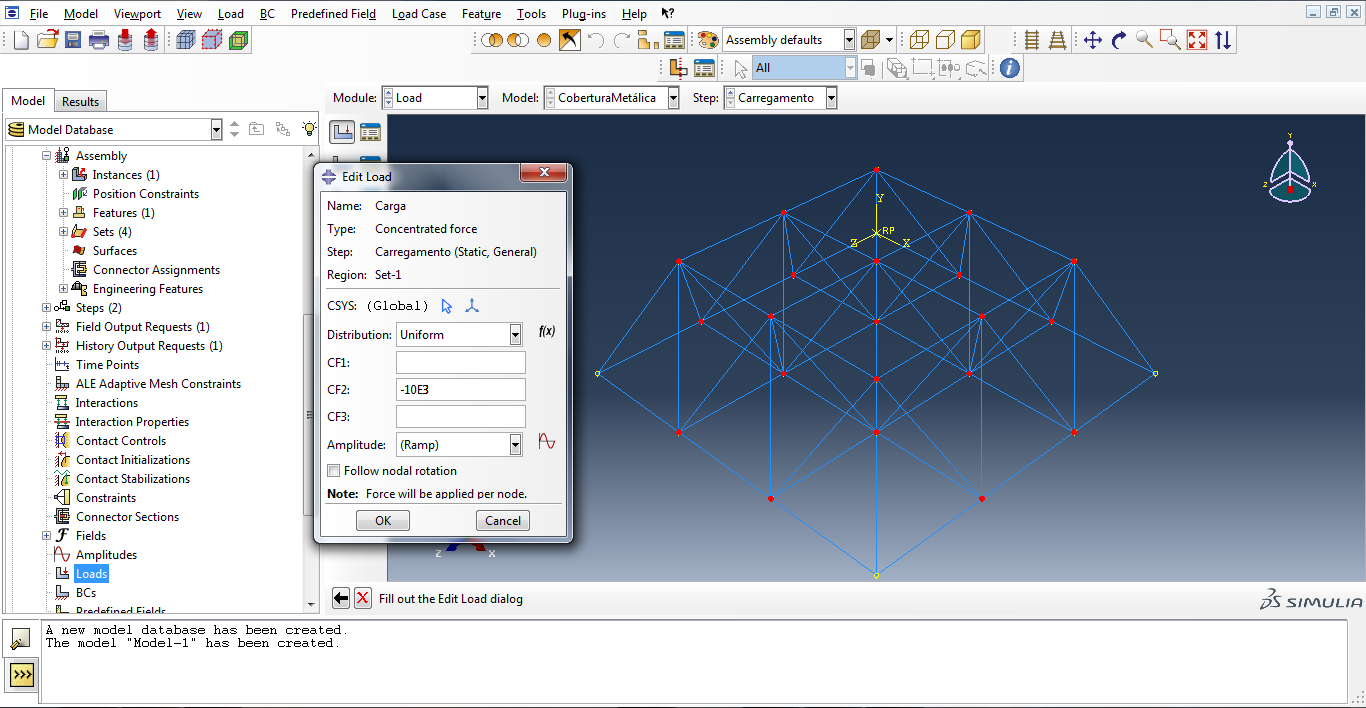 File Model Viewport View Load BC Predefined Field Load Case Feature Tools Plug-ins Help ?
Assembly defaults
All
i
Model Results
Module: Load Model: CoberturaMetálica Step: Carregamento
Model Database
Assembly
Instances (1)
Position Constraints
Features (1)
Sets (4)
Surfaces
Connector Assignments
Engineering Features
Steps (2)
Field Output Requests (1)
History Output Requests (1)
Time Points
ALE Adaptive Mesh Constraints
Interactions
Interaction Properties
Contact Controls
Contact Initializations
Contact Stabilizations
Constraints
Connector Sections
Fields
Amplitudes
Loads
BCs
Predefined Fields
Edit Load
Name: Carga
Type: Concentrated force
Step: Carregamento (Static, General)
Region: Set-1
CSYS: (Global)
Distribution: Uniform f(x)
CF1:
CF2: -10E3
CF3:
Amplitude: (Ramp)
Follow nodal rotation
Note: Force will be applied per node.
OK Cancel
Y
Z X
Y
RP
Z X
Z X
Fill out the Edit Load dialog
SIMULIA
A new model database has been created.
The model "Model-1" has been created.
>>>